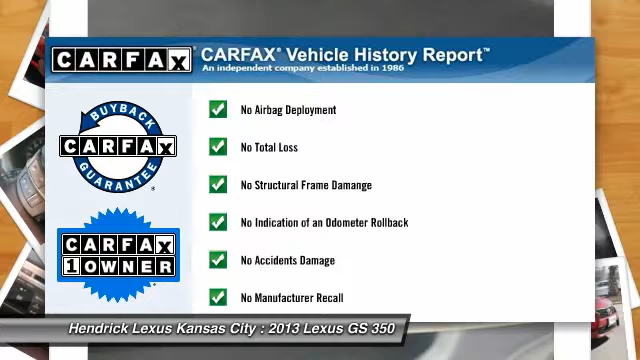 CARFAX CARFAX® Vehicle History Report™
An independent company established in 1986
BUYBACK
CARFAX
GUARANTEE ®
CARFAX
1 OWNER
No Airbag Deployment
No Total Loss
No Structural Frame Damange
No Indication of an Odometer Rollback
No Accidents Damage
No Manufacturer Recall
Hendrick Lexus Kansas City : 2013 Lexus GS 350